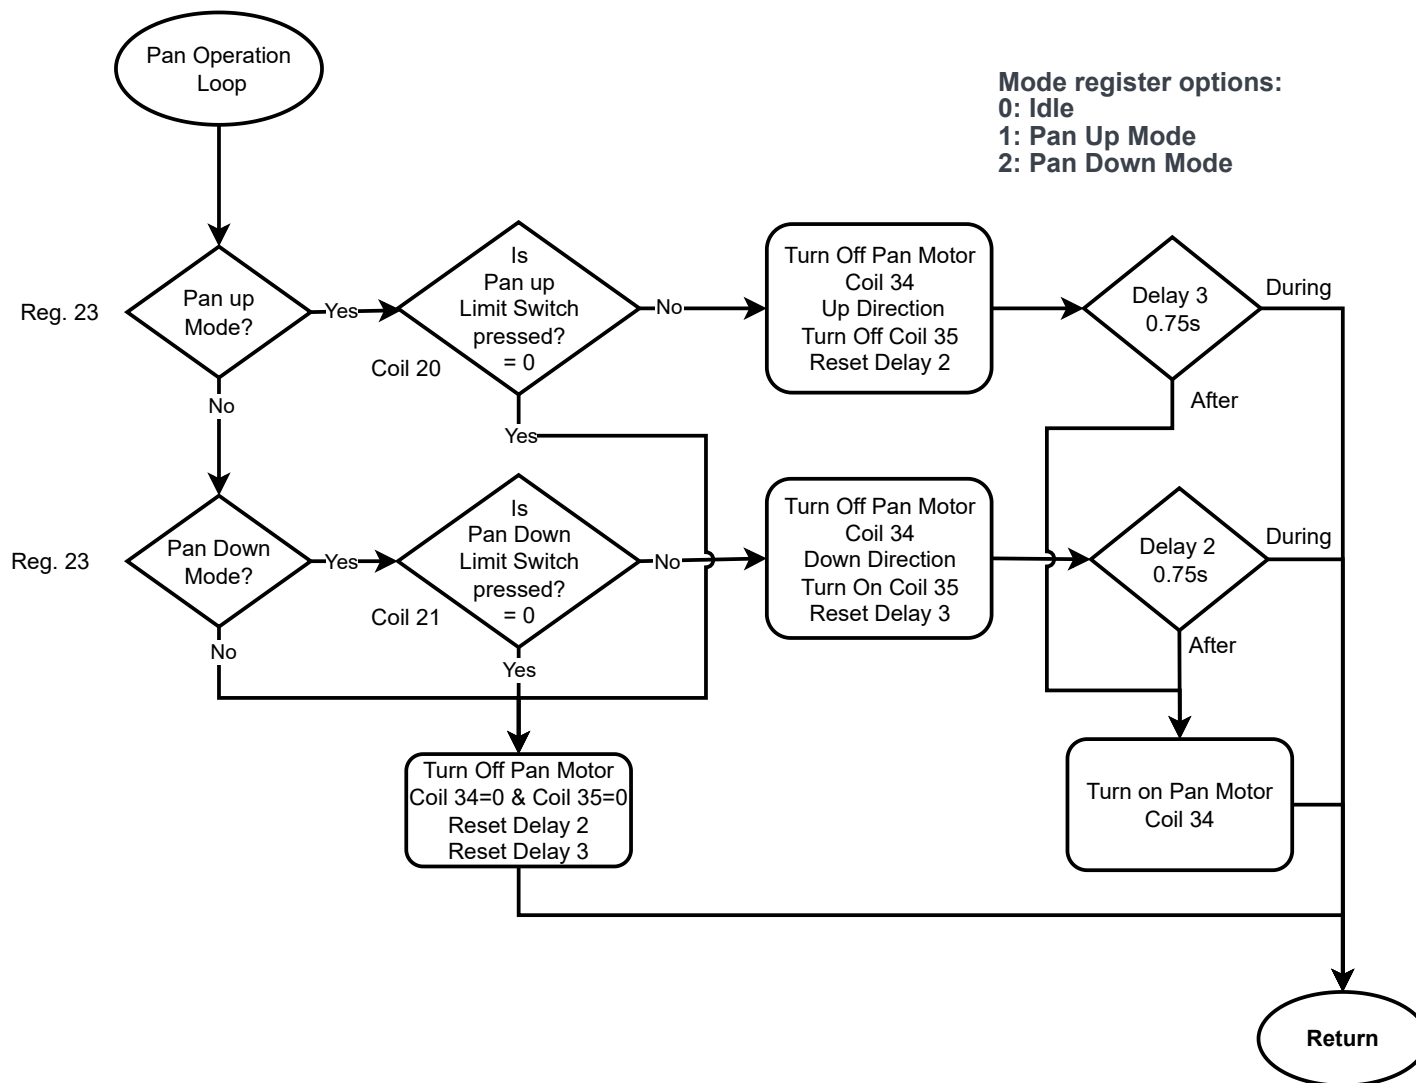 Pan Operation
Loop
Mode register options:
0: Idle
1: Pan Up Mode
2: Pan Down Mode
Reg. 23
Pan up
Mode?
Yes
Is
Pan up
Limit Switch
pressed?
= 0
Coil 20
No
Turn Off Pan Motor
Coil 34
Up Direction
Turn Off Coil 35
Reset Delay 2
Delay 3
0.75s
During
After
No
Yes
Reg. 23
Pan Down
Mode?
Yes
Is
Pan Down
Limit Switch
pressed?
= 0
Coil 21
No
Turn Off Pan Motor
Coil 34
Down Direction
Turn On Coil 35
Reset Delay 3
Delay 2
0.75s
During
After
No
Yes
Turn Off Pan Motor
Coil 34=0 & Coil 35=0
Reset Delay 2
Reset Delay 3
Turn on Pan Motor
Coil 34
Return